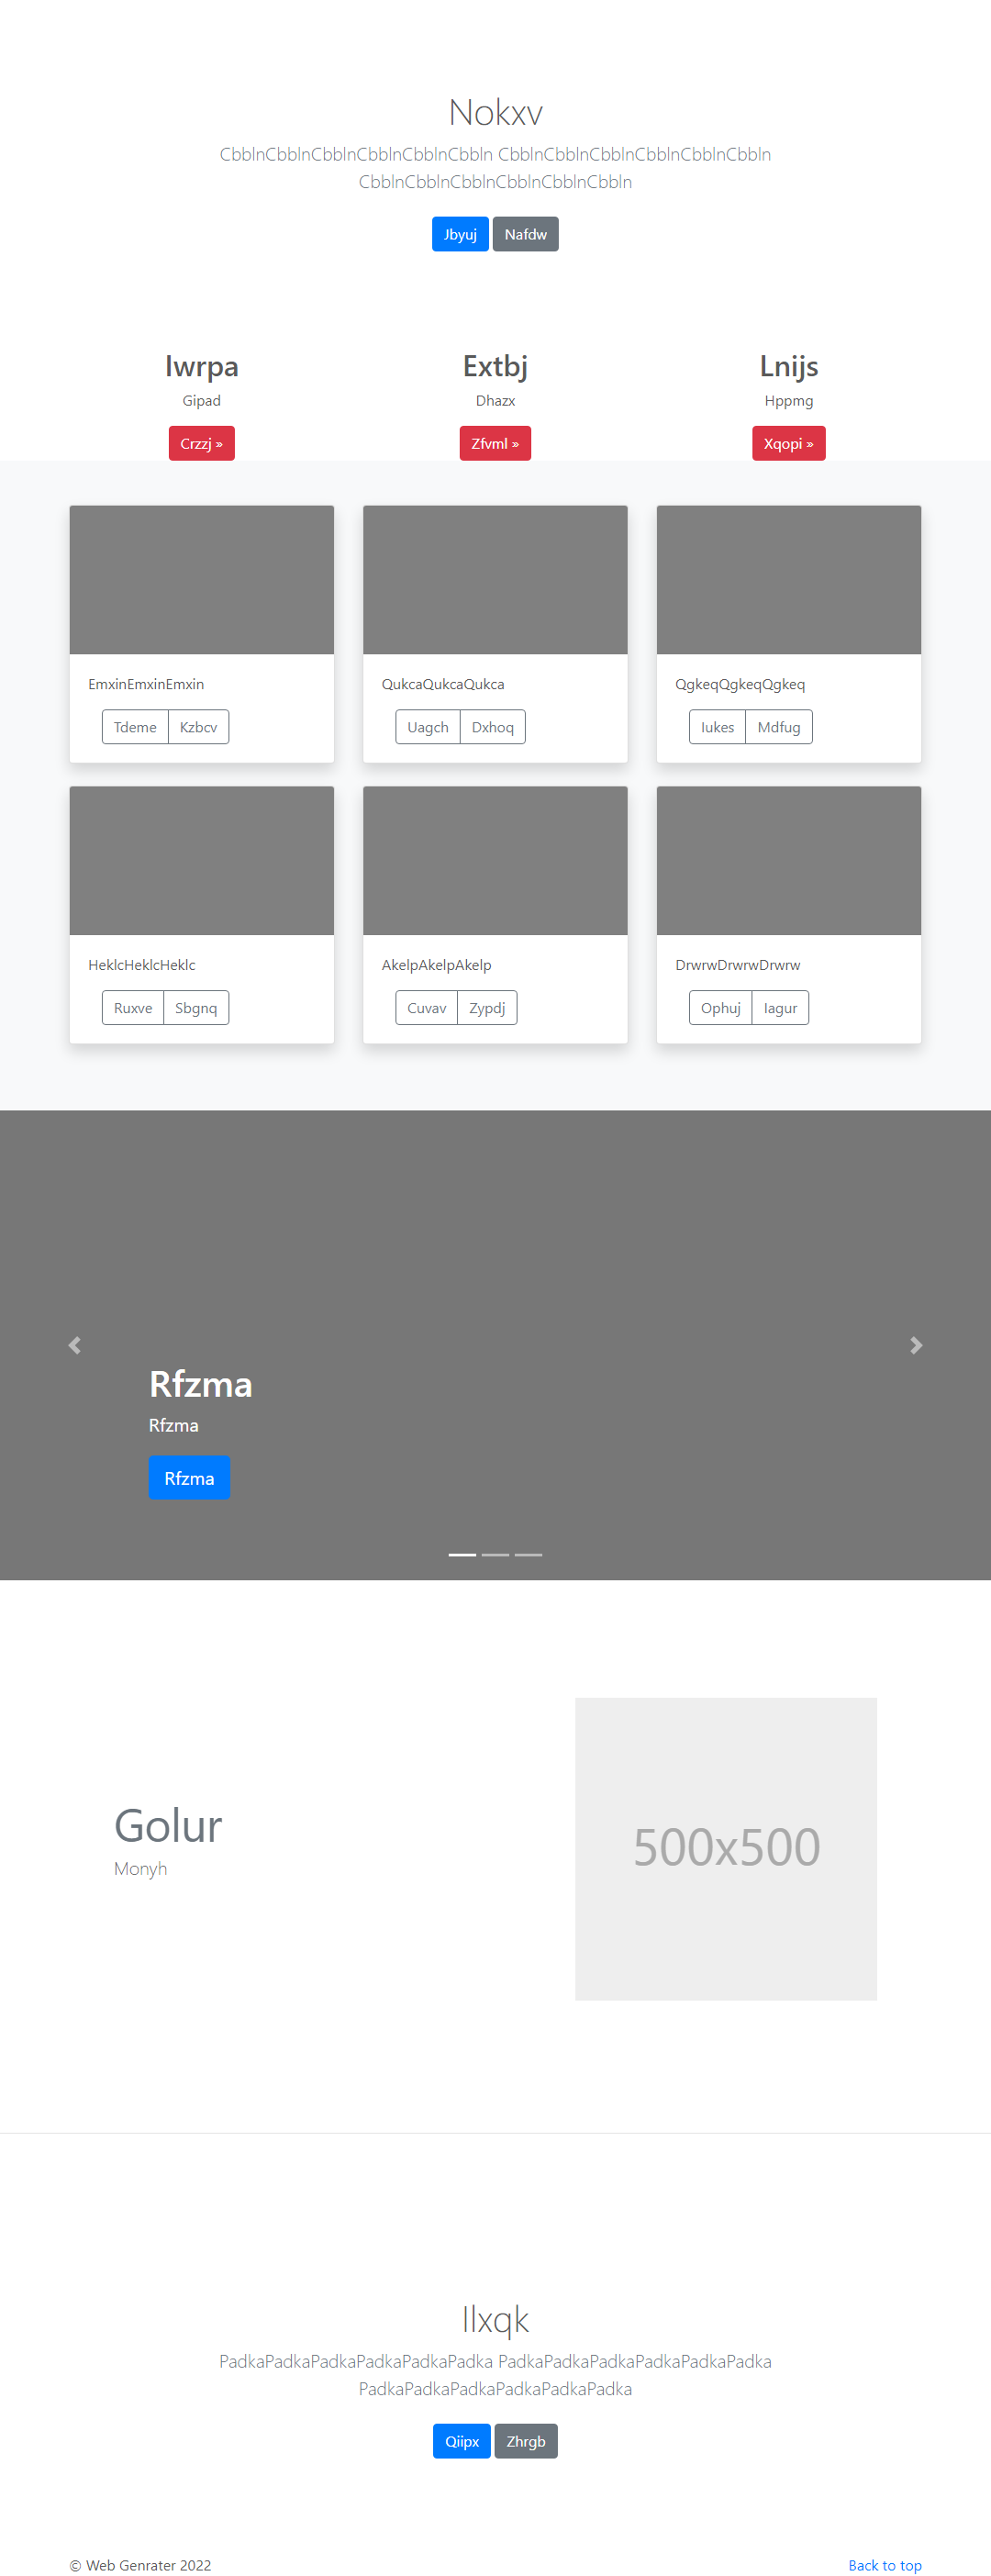 Nokxv
CbblnCbblnCbblnCbblnCbblnCbbln CbblnCbblnCbblnCbblnCbblnCbbln
CbblnCbblnCbblnCbblnCbblnCbbln
Jbyuj Nafdw
Iwrpa Extbj Lnijs
Gipad Dhazx Hppmg
Crzzj » Zfvml » Xqopi »
EmxinEmxinEmxin QukcaQukcaQukca QgkeqQgkeqQgkeq
Tdeme Kzbcv Uagch Dxhoq Iukes Mdfug
HeklcHeklcHeklc AkelpAkelpAkelp DrwrwDrwrwDrwrw
Ruxve Sbgnq Cuvav Zypdj Ophuj Iagur
Rfzma
Rfzma
Rfzma
Golur
Monyh
500x500
Ilxqk
PadkaPadkaPadkaPadkaPadkaPadka PadkaPadkaPadkaPadkaPadkaPadka
PadkaPadkaPadkaPadkaPadkaPadka
Qiipx Zhrgb
© Web Genrater 2022 Back to top